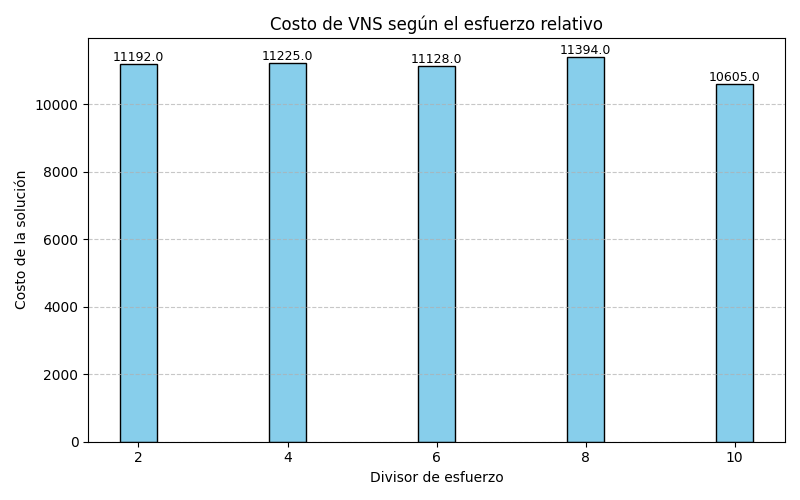 Costo de VNS según el esfuerzo relativo
11192.0
11225.0
11128.0
11394.0
10605.0
Costo de la solución
10000
8000
6000
4000
2000
0
2 4 6 8 10
Divisor de esfuerzo